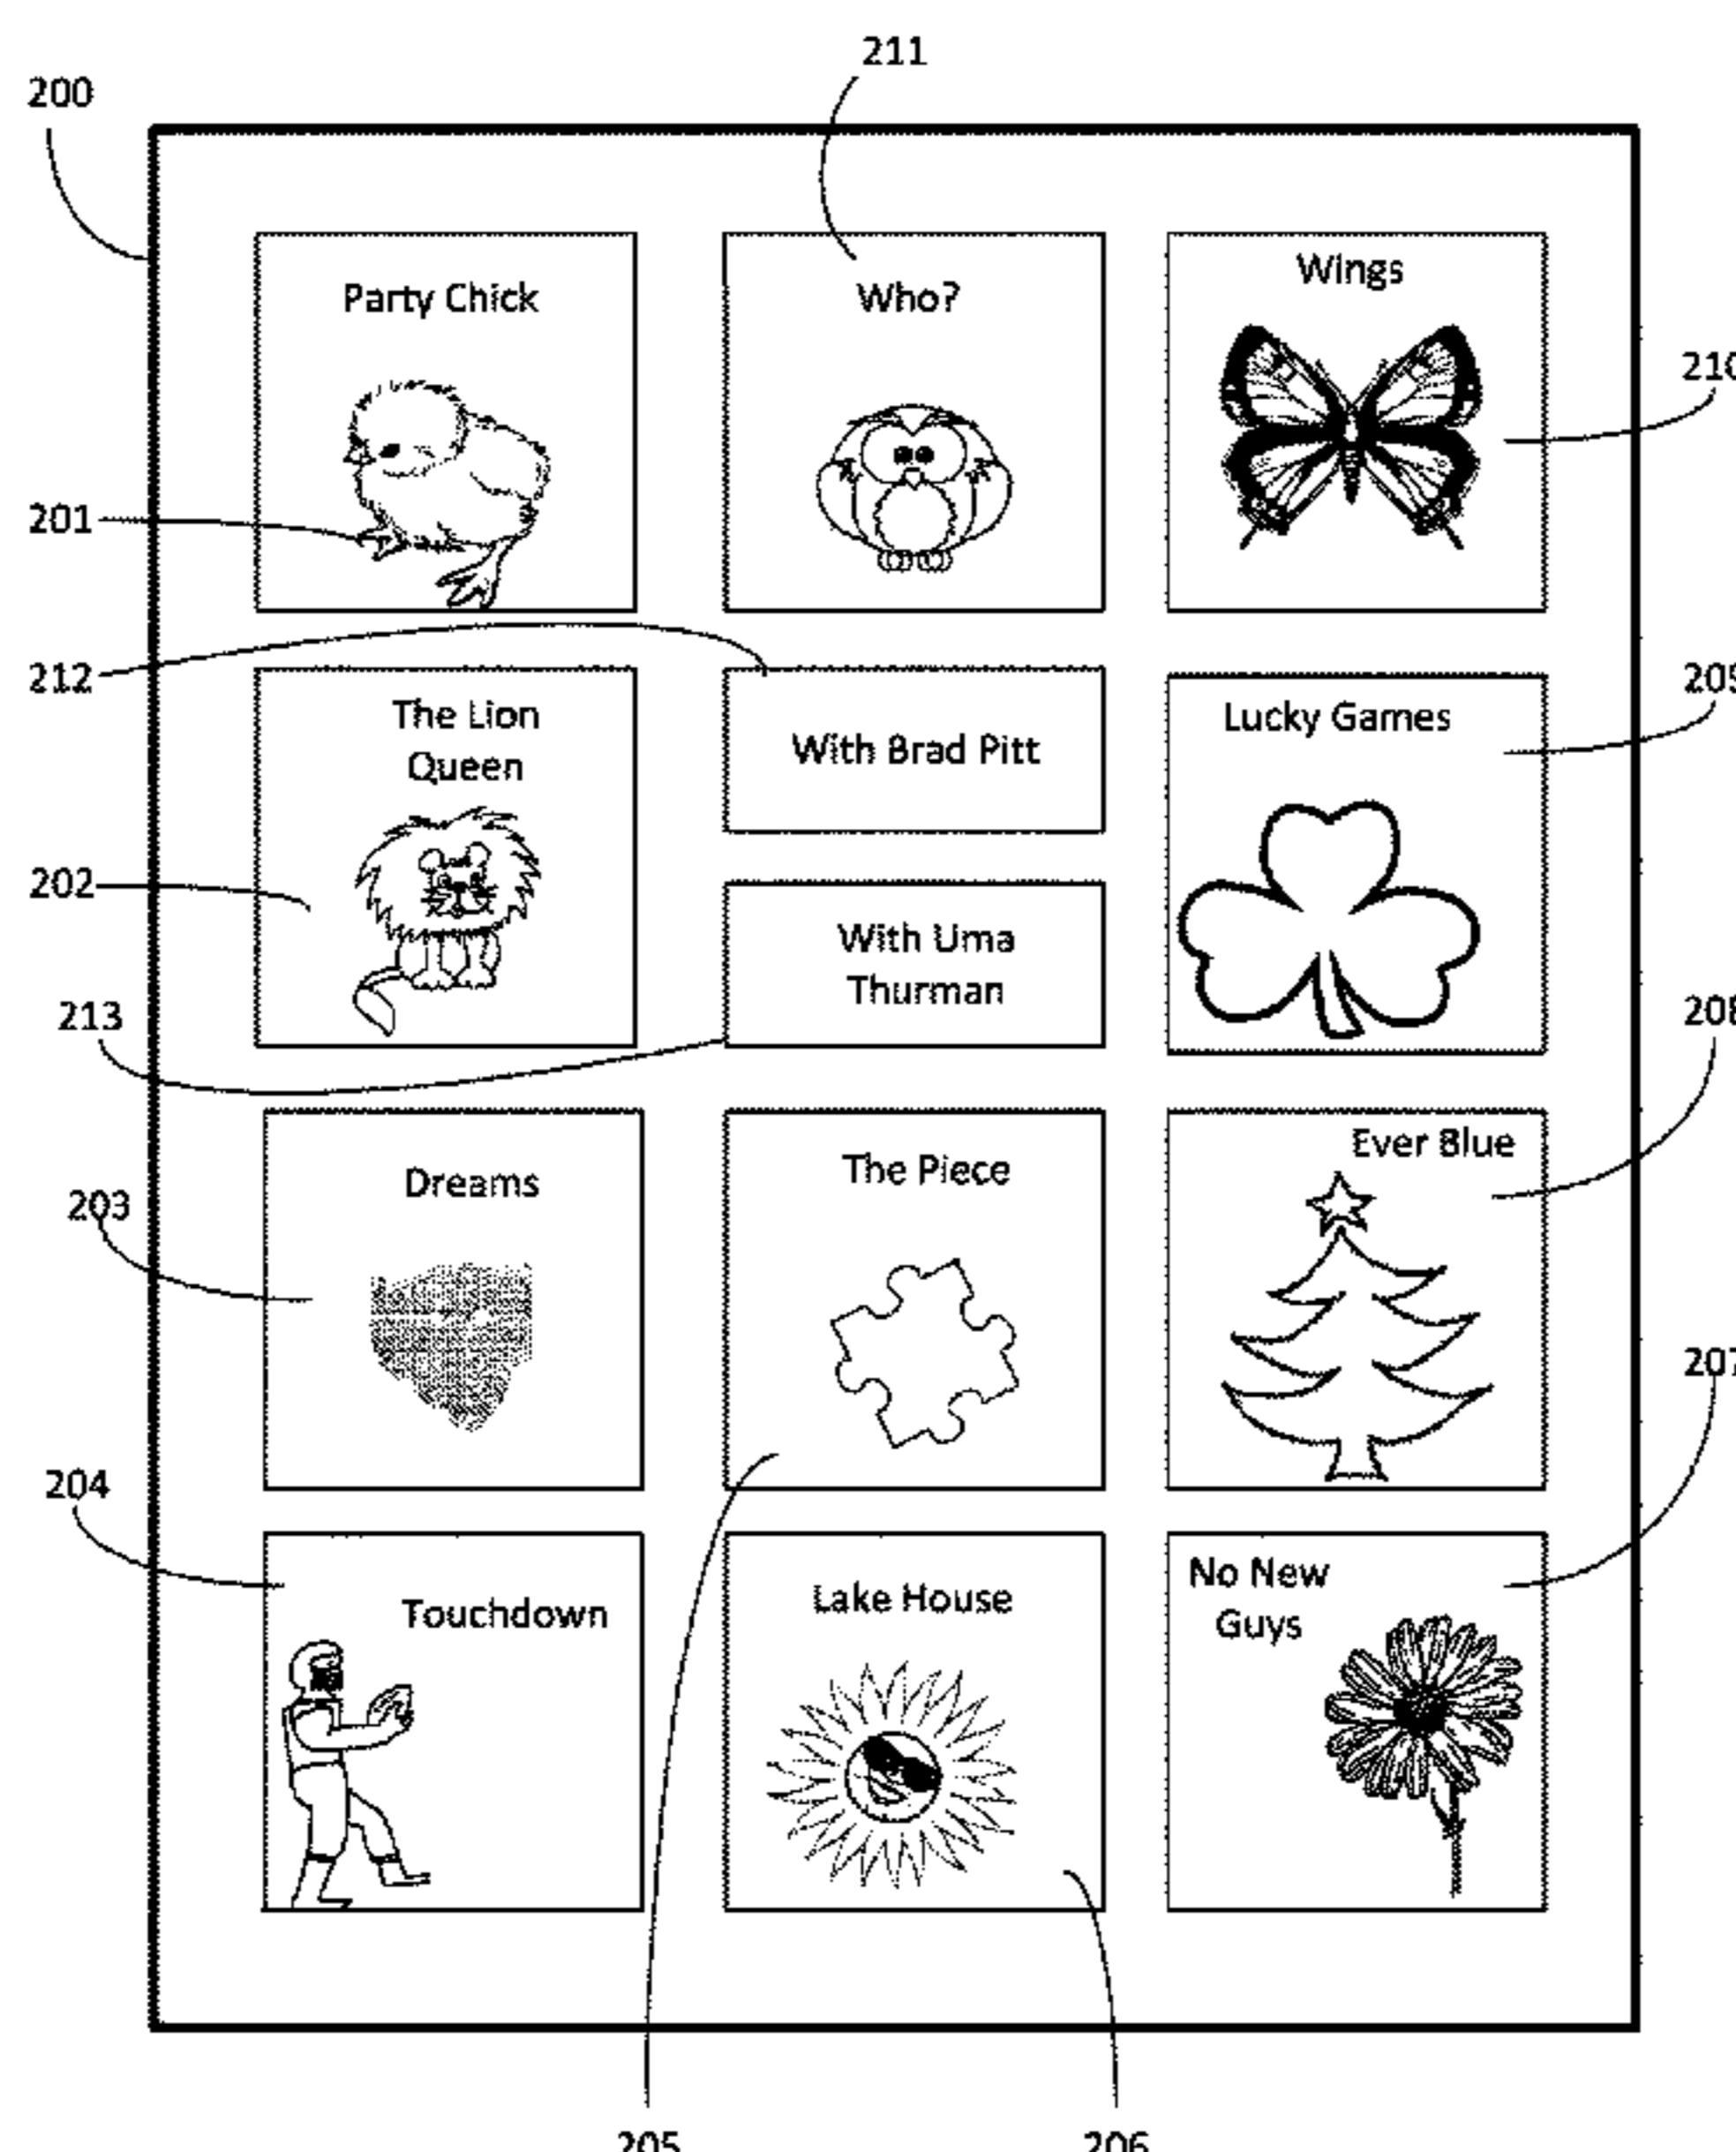 211
200
Party Chick
Who?
Wings
210
201
212
The Lion
Queen
With Brad Pitt
Lucky Games
209
202
With Uma
Thurman
213
208
Dreams
The Piece
Ever Blue
203
207
204
Touchdown
Lake House
No New
Guys
205
206